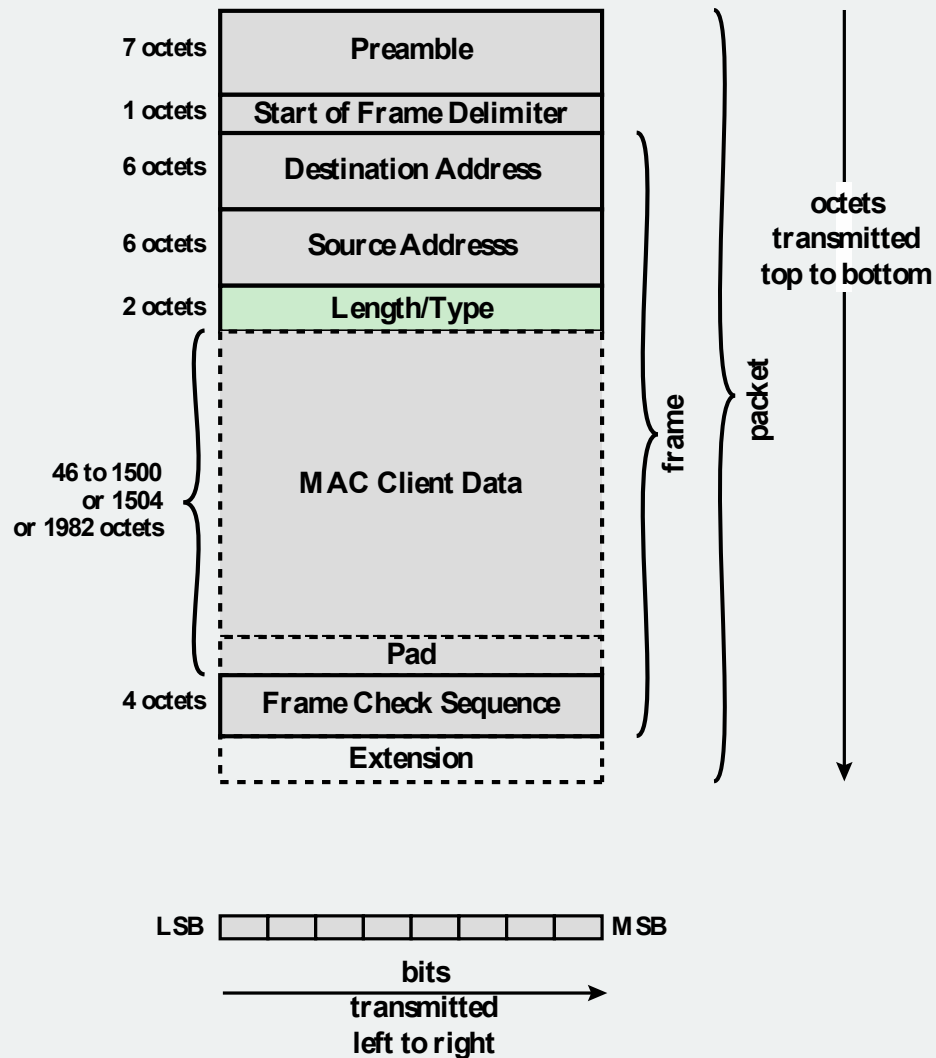 7 octets
Preamble
1 octets
Start of Frame Delimiter
6 octets
Destination Address
6 octets
Source Addresss
2 octets
Length/Type
46 to 1500
or 1504
or 1982 octets
MAC Client Data
Pad
4 octets
Frame Check Sequence
Extension
frame
packet
octets
transmitted
top to bottom
LSB
MSB
bits
transmitted
left to right